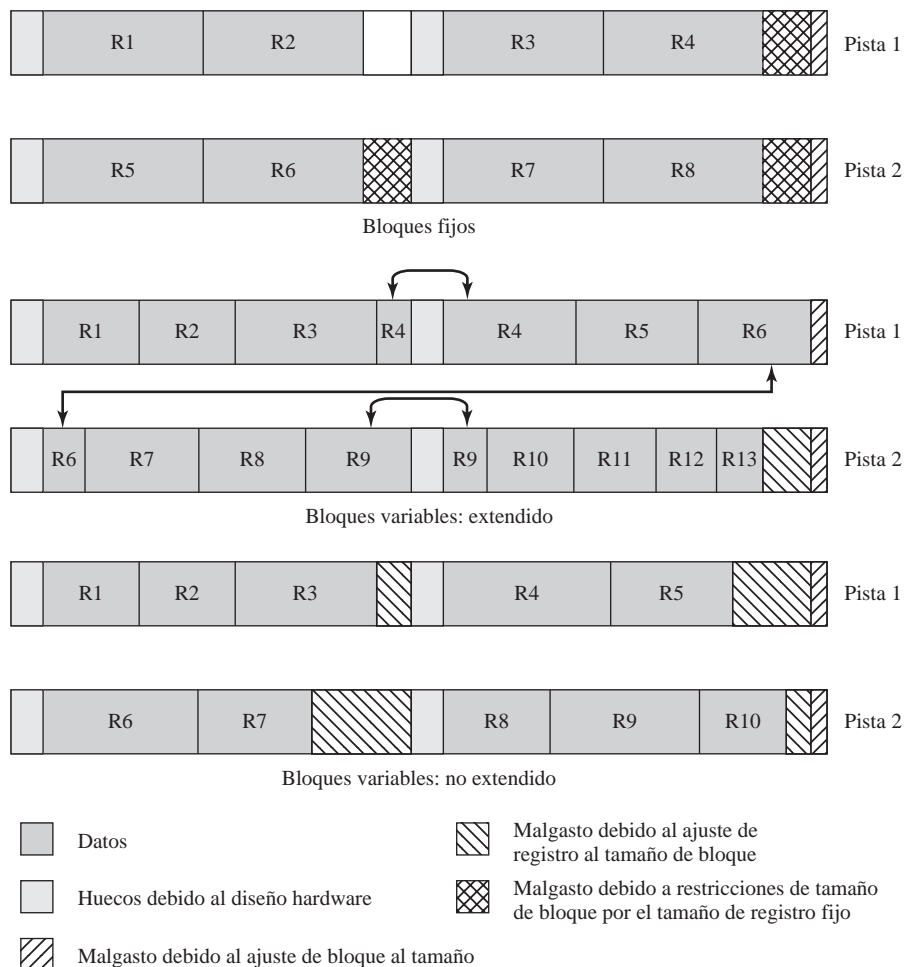 R1 R2 R3 R4 Pista 1
R5 R6 R7 R8 Pista 2
Bloques fijos
R1 R2 R3 R4 R4 R5 R6 Pista 1
R6 R7 R8 R9 R9 R10 R11 R12 R13 Pista 2
Bloques variables: extendido
R1 R2 R3 R4 R5 Pista 1
R6 R7 R8 R9 R10 Pista 2
Bloques variables: no extendido
Datos
Huecos debido al diseño hardware
Malgasto debido al ajuste de bloque al tamaño
Malgasto debido al ajuste de
registro al tamaño de bloque
Malgasto debido a restricciones de tamaño
de bloque por el tamaño de registro fijo